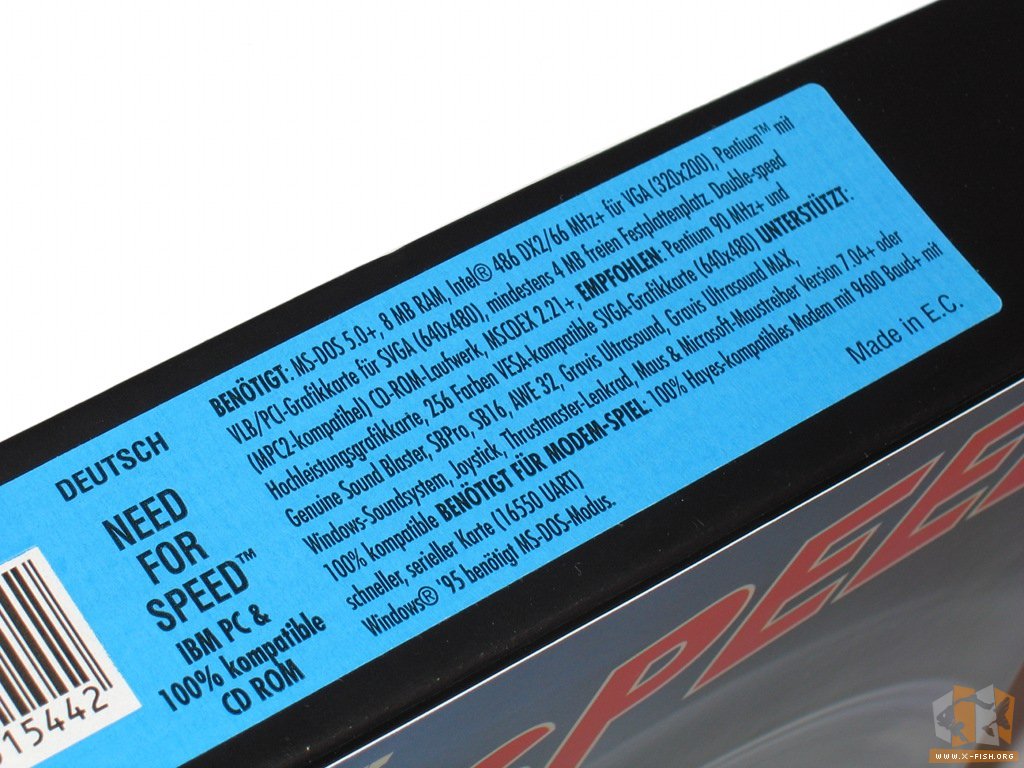 DEUTSCH
NEED
FOR
SPEED™
IBM PC &
100% kompatible
CD ROM
BENÖTIGT: MS-DOS 5.0+, 8 MB RAM, Intel® 486 DX2/66 MHz+ für VGA (320x200), Pentium™ mit
VLB/PCI-Grafikkarte für SVGA (640x480), mindestens 4 MB freien Festplattenplatz. Double-speed
(MPC2-kompatibel) CD-ROM-Laufwerk, MSCDEX 2.21+. EMPFOHLEN: Pentium 90 MHz+ und
Hochleistungsgrafikkarte, 256 Farben VESA-kompatible SVGA-Grafikkarte (640x480) UNTERSTÜTZT:
Genuine Sound Blaster, SBPro, SB16, AWE 32, Gravis Ultrasound, Gravis Ultrasound MAX,
Windows-Soundsystem, Joystick, Thrustmaster-Lenkrad, Maus & Microsoft-Maustreiber Version 7.04+ oder
100% kompatible BENÖTIGT FÜR MODEM-SPIEL: 100% Hayes-kompatibles Modem mit 9600 Baud+ mit
schneller, serieller Karte (16550 UART)
Windows® '95 benötigt MS-DOS-Modus.
Made in E.C.
15442
SPEED
WWW.X-FISH.ORG